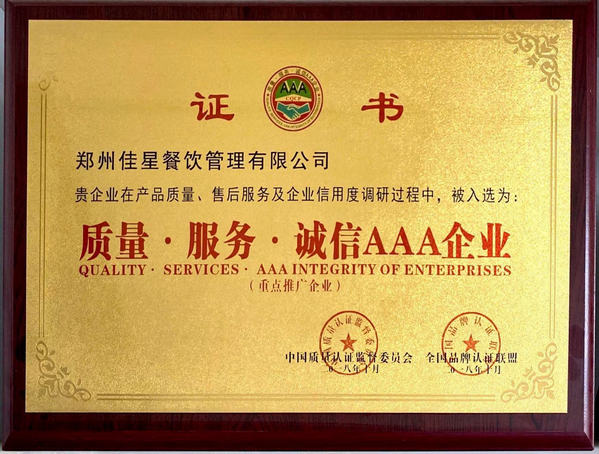 证 书
AAA
CQCP
郑州佳星餐饮管理有限公司
贵企业在产品质量、售后服务及企业信用度调研过程中，被入选为：
质量·服务·诚信AAA企业
QUALITY · SERVICES · AAA INTEGRITY OF ENTERPRISES
（重点推广企业）
中国质量认证监督委员会 全国品牌认证联盟
二〇一八年十月 二〇一八年十月